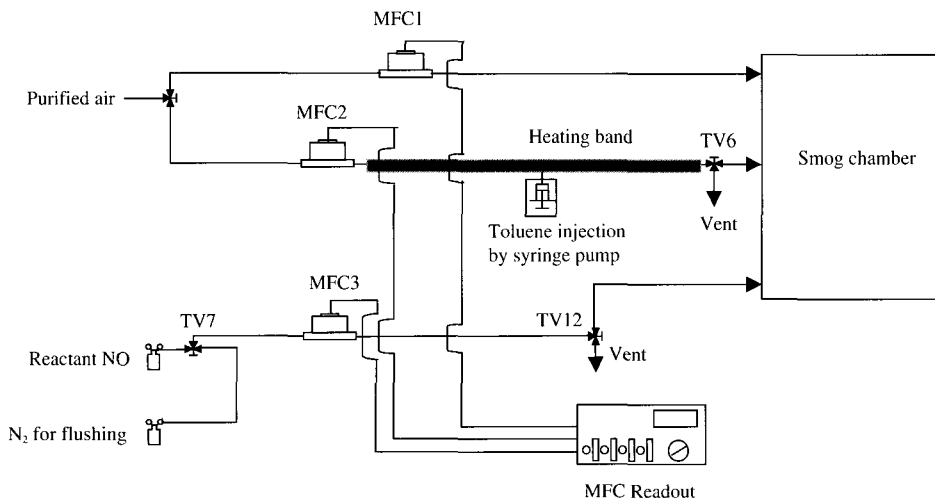 MFC1
Purified air
MFC2
Heating band
TV6
Smog chamber
Vent
Toluene injection
by syringe pump
MFC3
TV7
TV12
Reactant NO
Vent
N₂ for flushing
MFC Readout